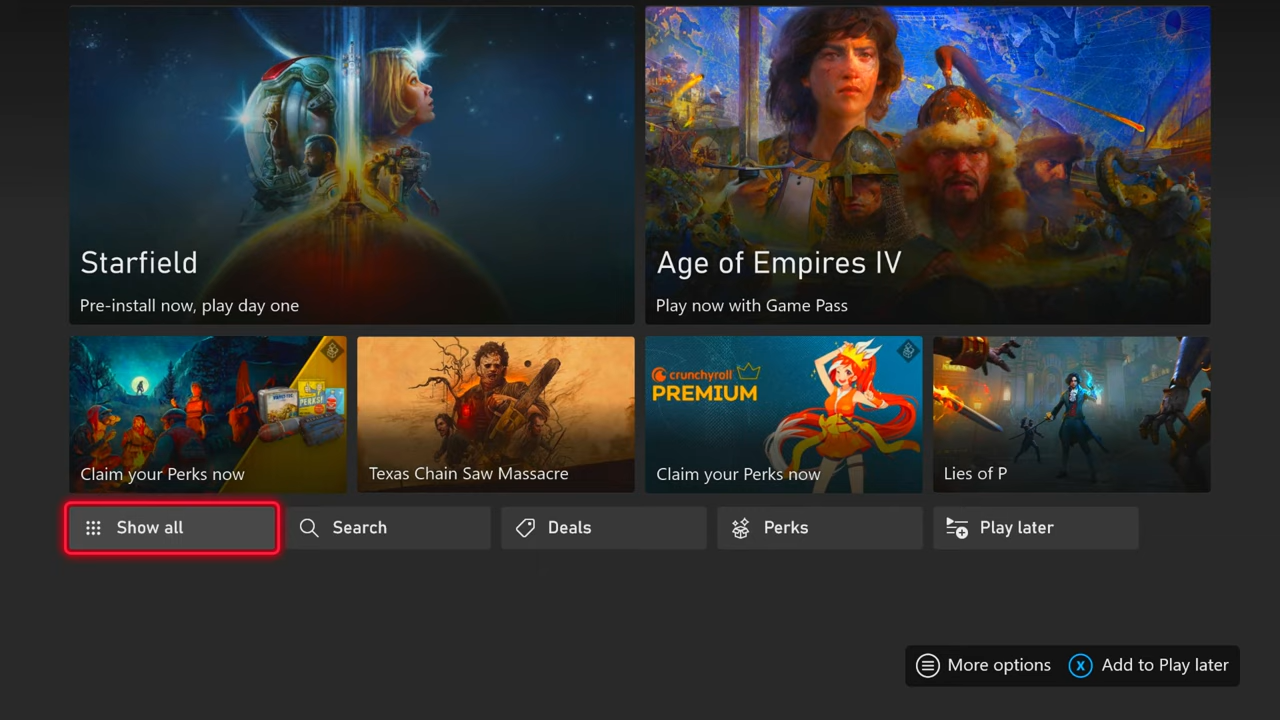 Starfield
Pre-install now, play day one
Age of Empires IV
Play now with Game Pass
PERKS!
Claim your Perks now
Texas Chain Saw Massacre
crunchyroll
PREMIUM
Claim your Perks now
Lies of P
Show all
Search
Deals
Perks
Play later
More options
X
Add to Play later